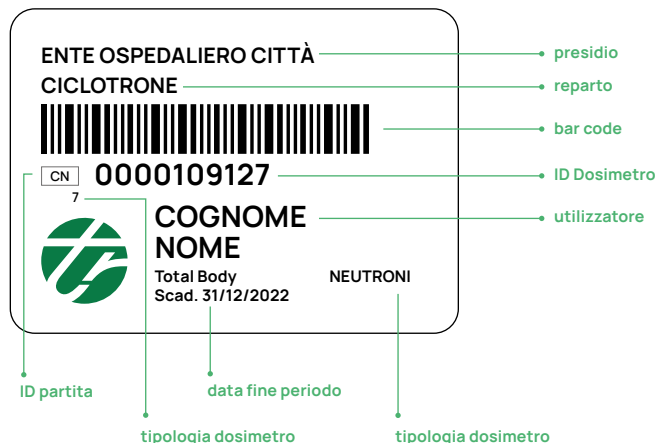 ENTE OSPEDALIERO CITTÀ
presidio
CICLOTRONE
reparto
bar code
CN
0000109127
ID Dosimetro
7
COGNOME
utilizzatore
NOME
Total Body
NEUTRONI
Scad. 31/12/2022
ID partita
data fine periodo
tipologia dosimetro
tipologia dosimetro